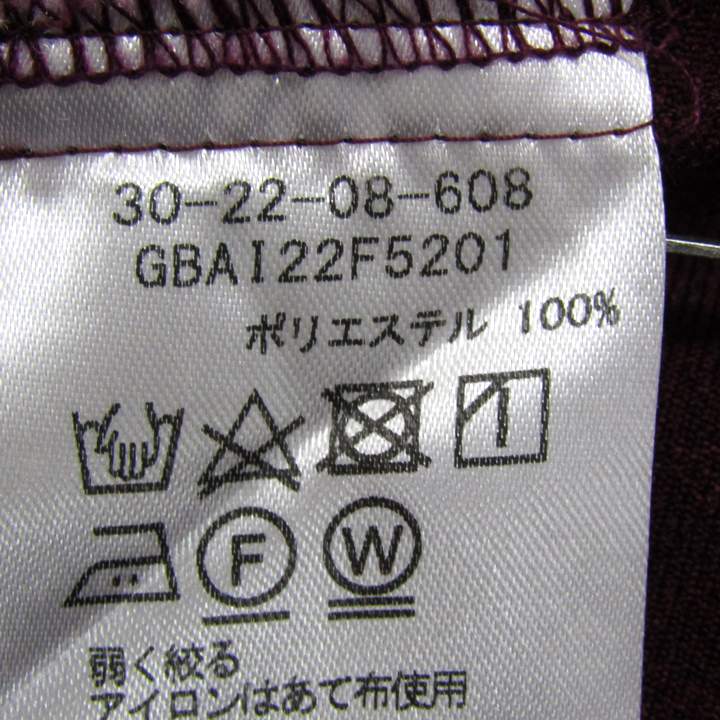 30-22-08-608
GBAI22F5201
ポリエステル 100%
F W
弱く絞る
アイロンはあて布使用